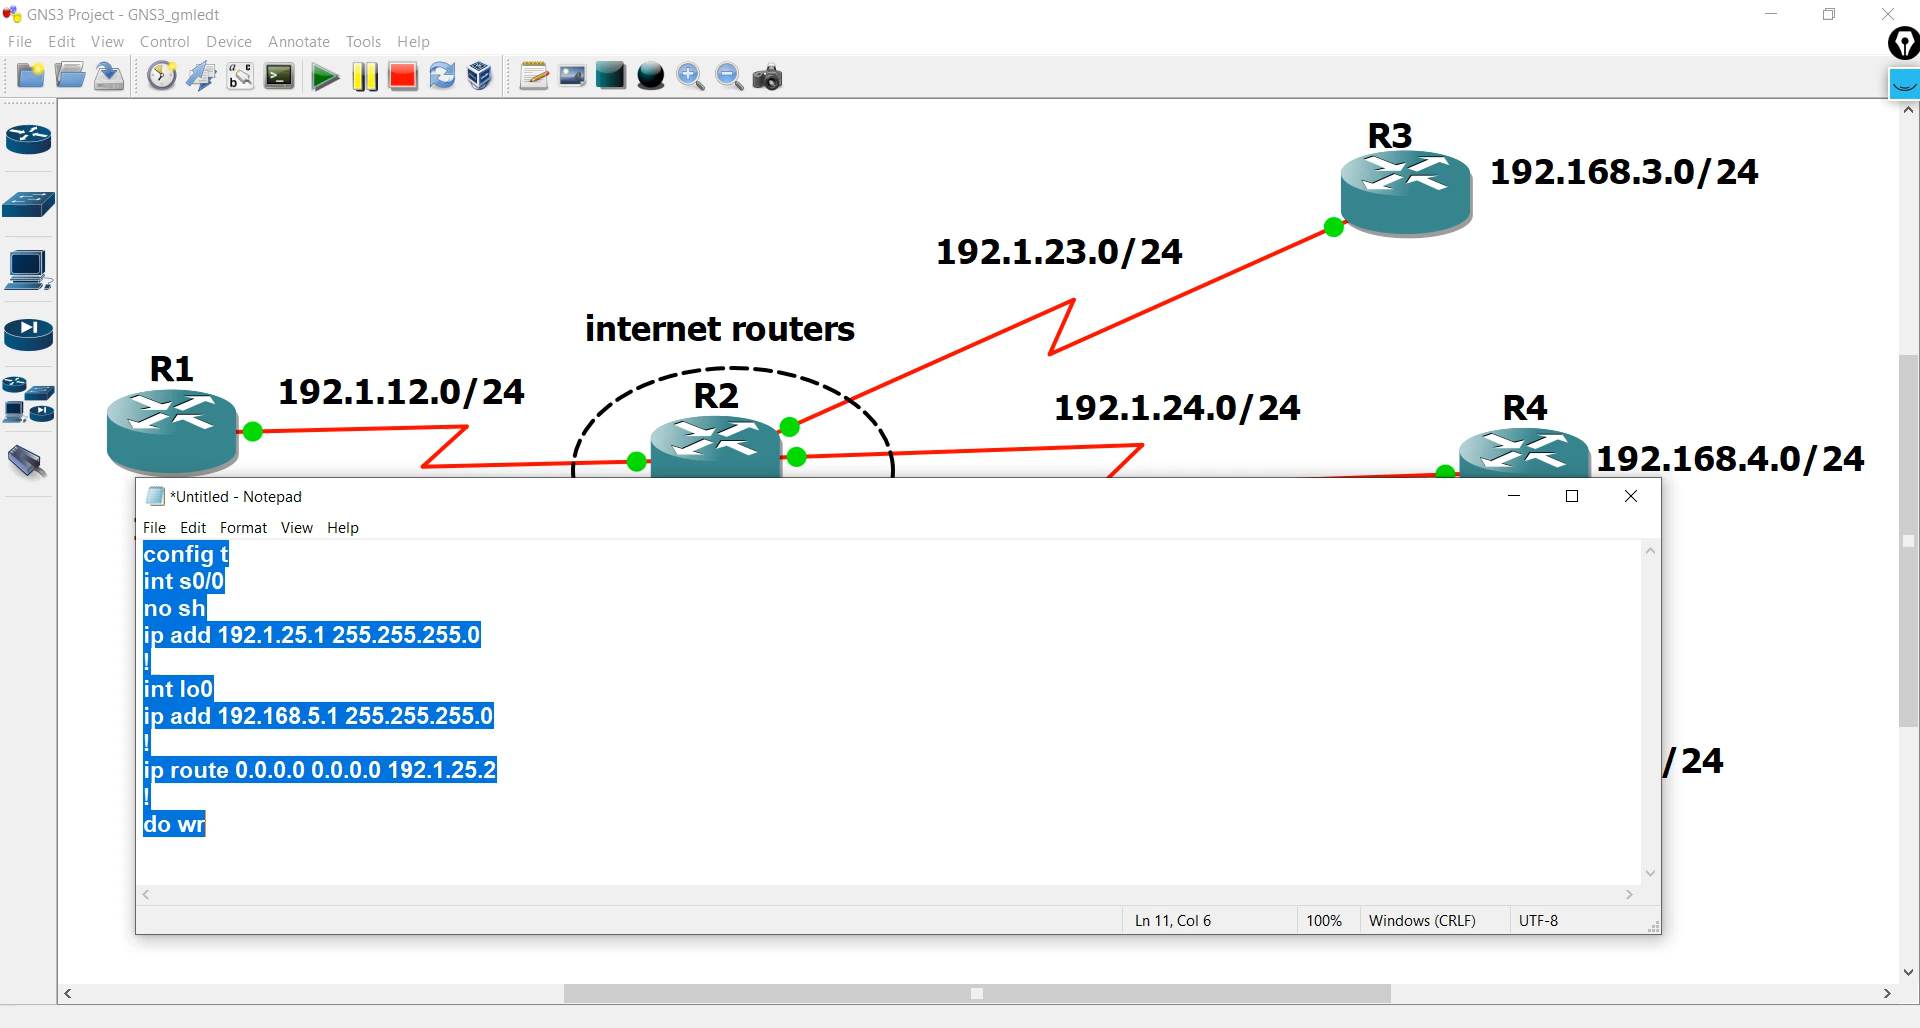 GNS3 Project - GNS3_gmledt
File Edit View Control Device Annotate Tools Help
R3
192.168.3.0/24
192.1.23.0/24
internet routers
R1
192.1.12.0/24
R2
192.1.24.0/24
R4
192.168.4.0/24
*Untitled - Notepad
File Edit Format View Help
config t
int s0/0
no sh
ip add 192.1.25.1 255.255.255.0
!
int lo0
ip add 192.168.5.1 255.255.255.0
!
ip route 0.0.0.0 0.0.0.0 192.1.25.2
!
do wr
/24
Ln 11, Col 6 100% Windows (CRLF) UTF-8